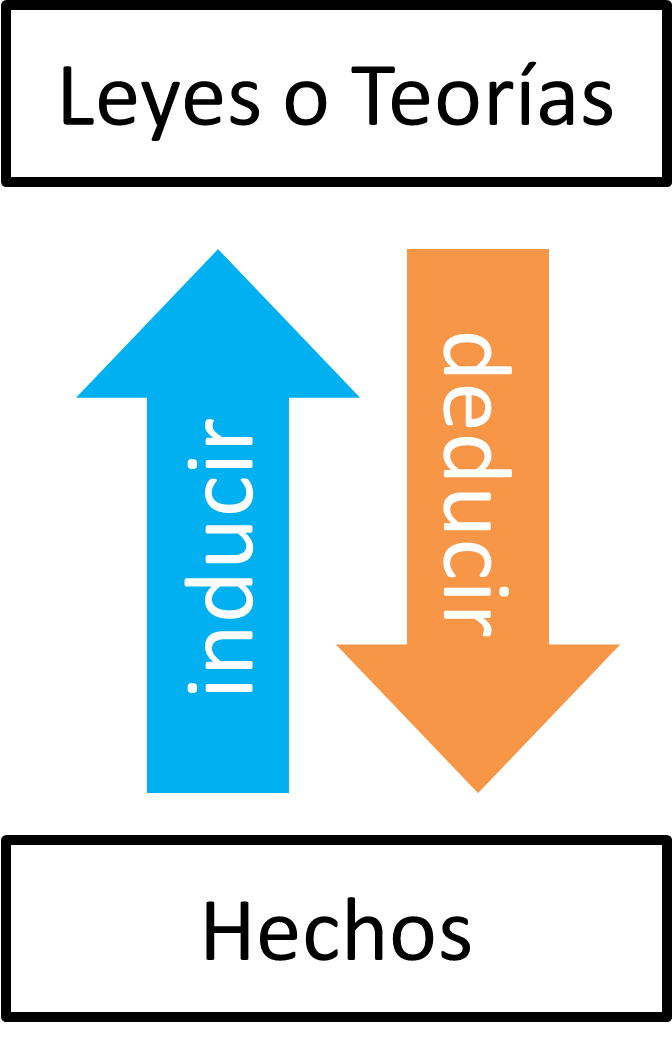 Leyes o Teorías
inducir
deducir
Hechos